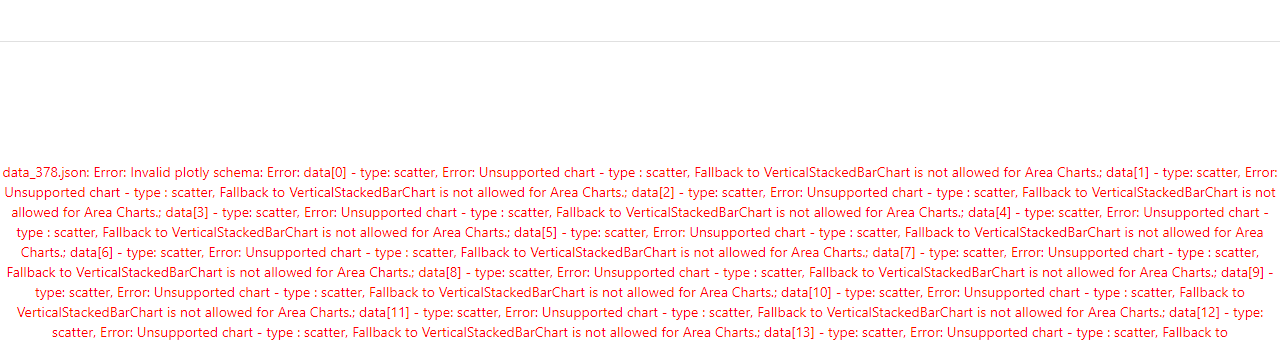 data_378.json: Error: Invalid plotly schema: Error: data[0] - type: scatter, Error: Unsupported chart - type : scatter, Fallback to VerticalStackedBarChart is not allowed for Area Charts.; data[1] - type: scatter, Error:
Unsupported chart - type : scatter, Fallback to VerticalStackedBarChart is not allowed for Area Charts.; data[2] - type: scatter, Error: Unsupported chart - type : scatter, Fallback to VerticalStackedBarChart is not
allowed for Area Charts.; data[3] - type: scatter, Error: Unsupported chart - type : scatter, Fallback to VerticalStackedBarChart is not allowed for Area Charts.; data[4] - type: scatter, Error: Unsupported chart -
type : scatter, Fallback to VerticalStackedBarChart is not allowed for Area Charts.; data[5] - type: scatter, Error: Unsupported chart - type : scatter, Fallback to VerticalStackedBarChart is not allowed for Area
Charts.; data[6] - type: scatter, Error: Unsupported chart - type : scatter, Fallback to VerticalStackedBarChart is not allowed for Area Charts.; data[7] - type: scatter, Error: Unsupported chart - type : scatter,
Fallback to VerticalStackedBarChart is not allowed for Area Charts.; data[8] - type: scatter, Error: Unsupported chart - type : scatter, Fallback to VerticalStackedBarChart is not allowed for Area Charts.; data[9] -
type: scatter, Error: Unsupported chart - type : scatter, Fallback to VerticalStackedBarChart is not allowed for Area Charts.; data[10] - type: scatter, Error: Unsupported chart - type : scatter, Fallback to
VerticalStackedBarChart is not allowed for Area Charts.; data[11] - type: scatter, Error: Unsupported chart - type : scatter, Fallback to VerticalStackedBarChart is not allowed for Area Charts.; data[12] - type:
scatter, Error: Unsupported chart - type : scatter, Fallback to VerticalStackedBarChart is not allowed for Area Charts.; data[13] - type: scatter, Error: Unsupported chart - type : scatter, Fallback to